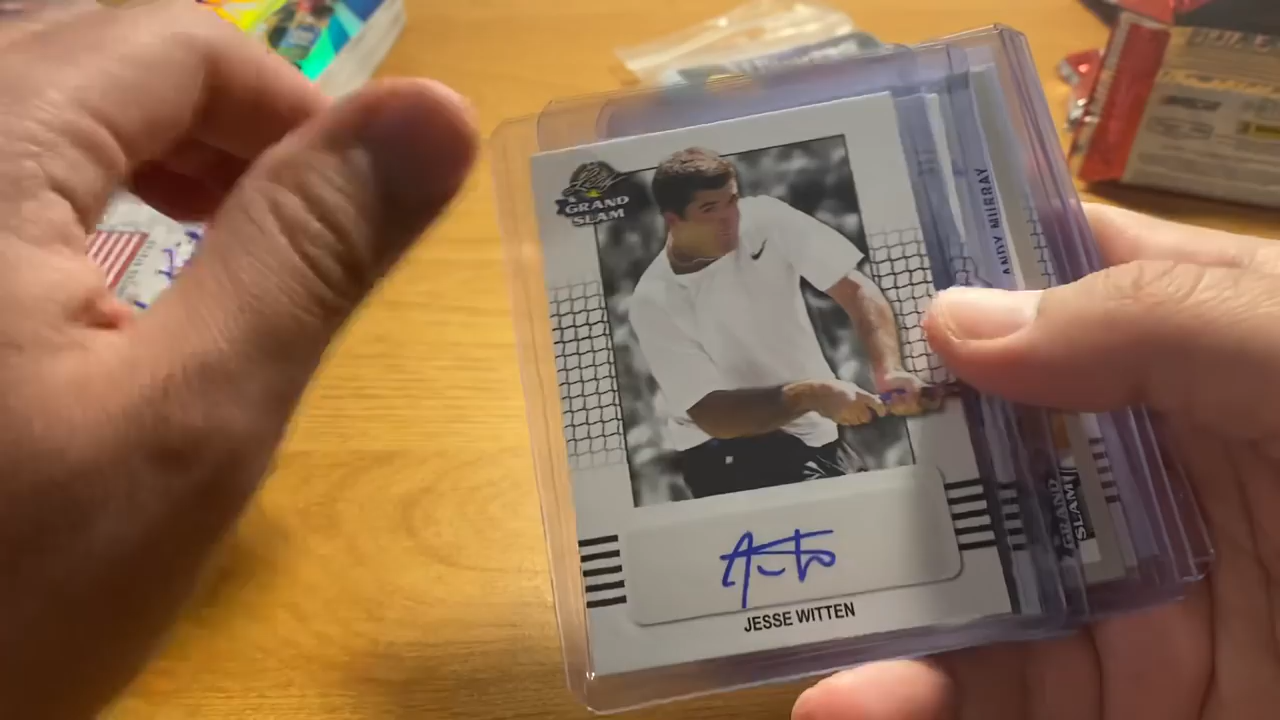 Leaf
GRAND
SLAM
JESSE WITTEN
ANDY MURRAY
GRAND
SLAM